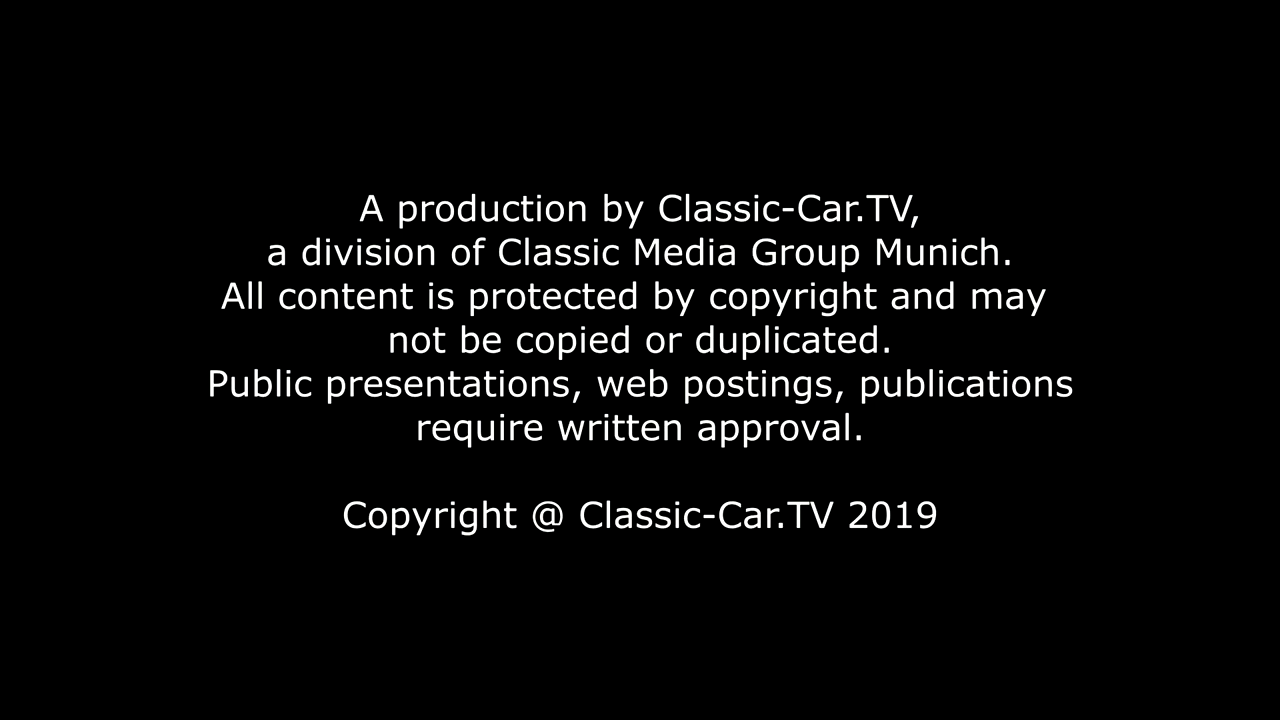 A production by Classic-Car.TV,
a division of Classic Media Group Munich.
All content is protected by copyright and may
not be copied or duplicated.
Public presentations, web postings, publications
require written approval.
Copyright @ Classic-Car.TV 2019